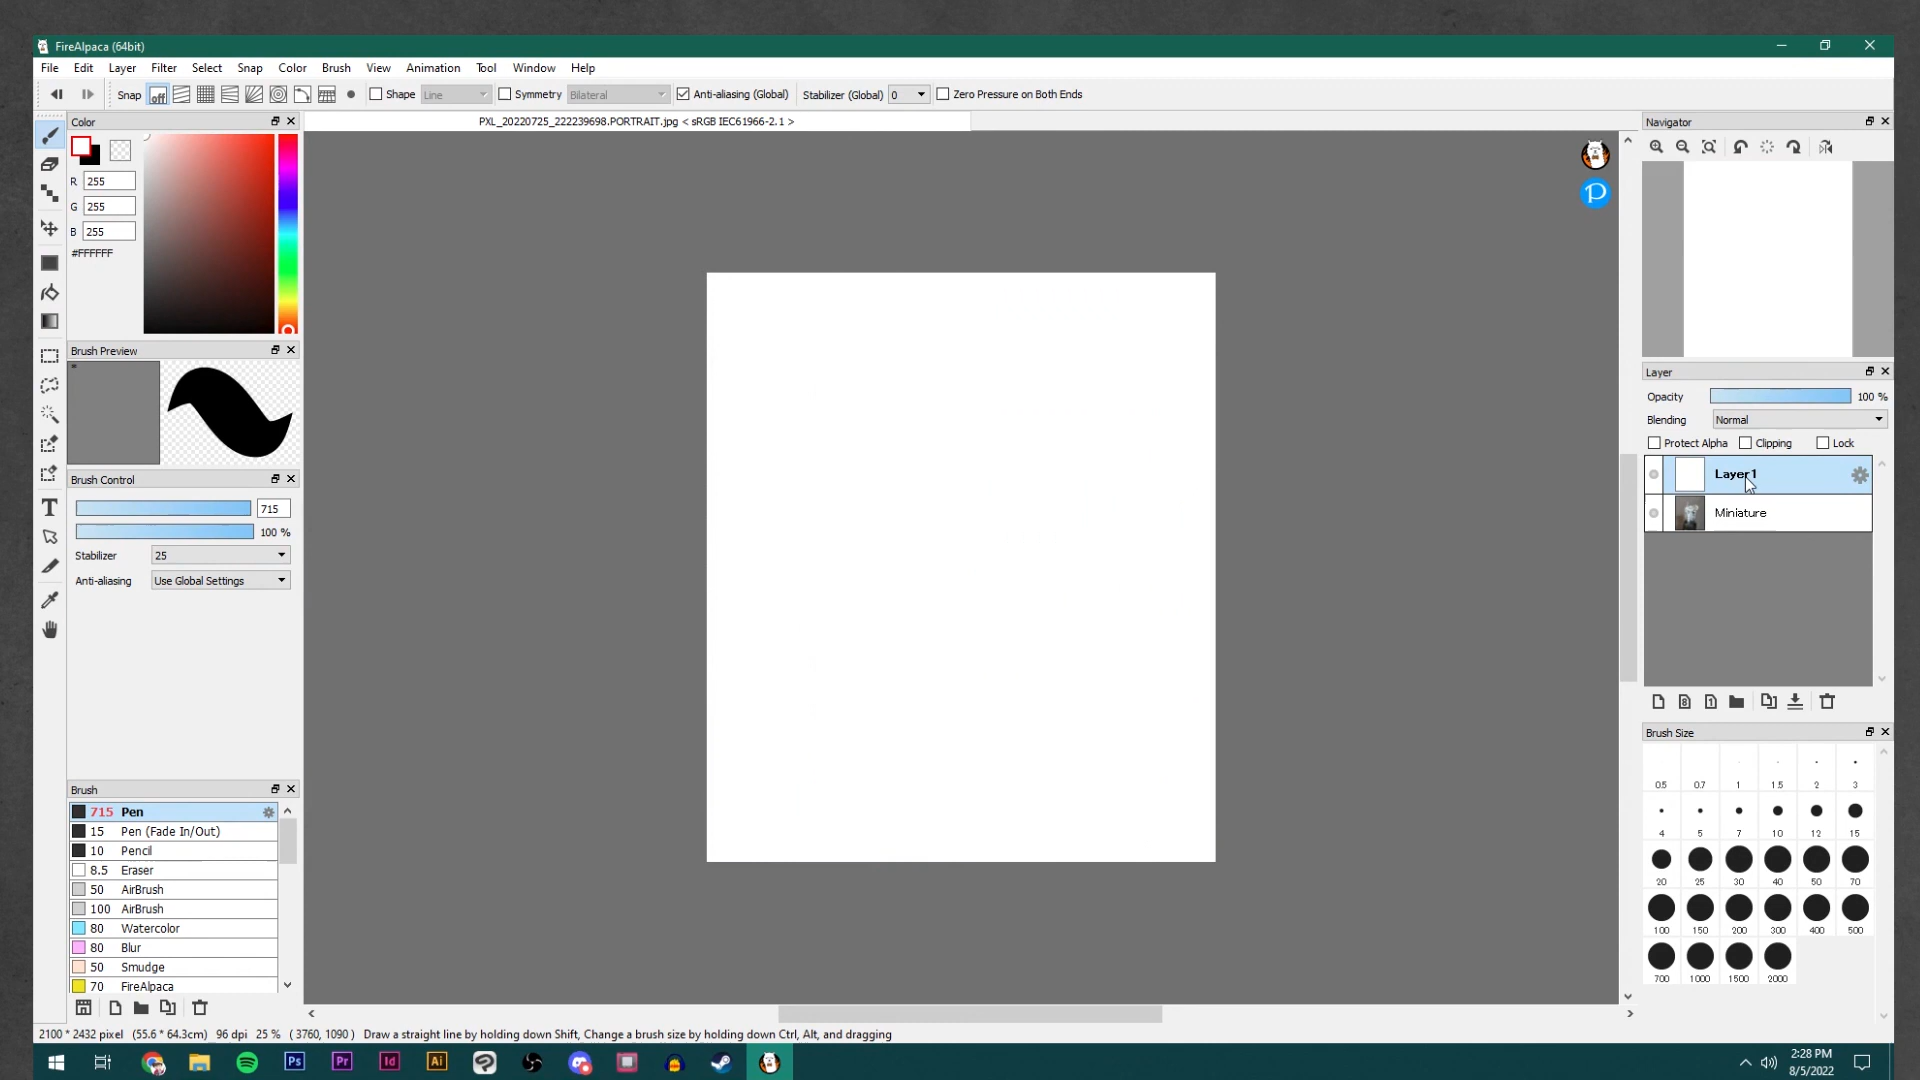 FireAlpaca (64bit)
File Edit Layer Filter Select Snap Color Brush View Animation Tool Window Help
Snap off Shape Line Symmetry Bilateral Anti-aliasing (Global) Stabilizer (Global) 0 Zero Pressure on Both Ends
Color
PXL_20220725_222239698.PORTRAIT.jpg < sRGB IEC61966-2.1 >
R 255
G 255
B 255
#FFFFFF
Brush Preview
Brush Control
715
100 %
Stabilizer 25
Anti-aliasing Use Global Settings
Brush
715 Pen
15 Pen (Fade In/Out)
10 Pencil
8.5 Eraser
50 AirBrush
100 AirBrush
80 Watercolor
80 Blur
50 Smudge
70 FireAlpaca
P
Navigator
Layer
Opacity 100 %
Blending Normal
Protect Alpha Clipping Lock
Layer1
Miniature
8 1
Brush Size
0.5 0.7 1 1.5 2 3
4 5 7 10 12 15
20 25 30 40 50 70
100 150 200 300 400 500
700 1000 1500 2000
2100 * 2432 pixel (55.6 * 64.3cm) 96 dpi 25 % ( 3760, 1090 ) Draw a straight line by holding down Shift, Change a brush size by holding down Ctrl, Alt, and dragging
Ps Pr Id Ai
2:28 PM
8/5/2022